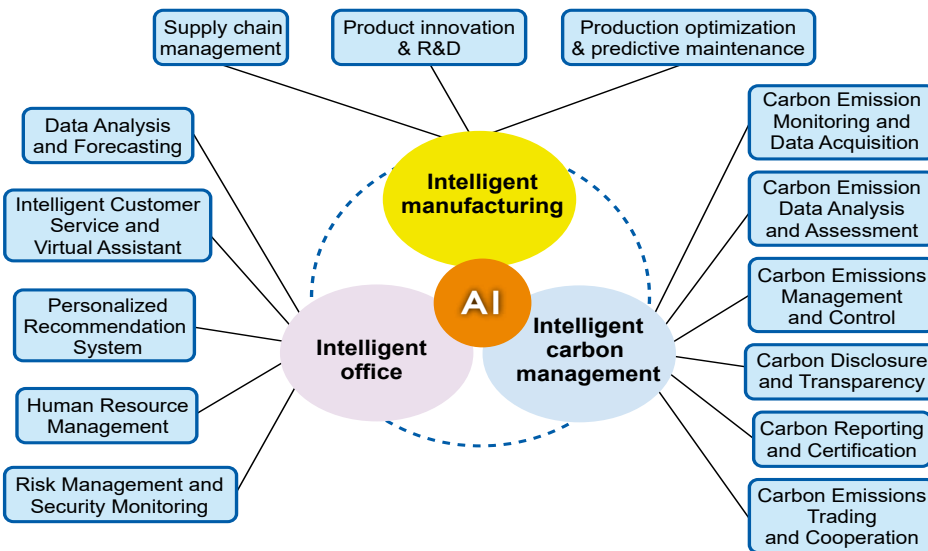 Supply chain
management
Product innovation
& R&D
Production optimization
& predictive maintenance
Data Analysis
and Forecasting
Intelligent Customer
Service and
Virtual Assistant
Personalized
Recommendation
System
Human Resource
Management
Risk Management and
Security Monitoring
Intelligent
manufacturing
AI
Intelligent
office
Intelligent
carbon
management
Carbon Emission
Monitoring and
Data Acquisition
Carbon Emission
Data Analysis
and Assessment
Carbon Emissions
Management
and Control
Carbon Disclosure
and Transparency
Carbon Reporting
and Certification
Carbon Emissions
Trading
and Cooperation